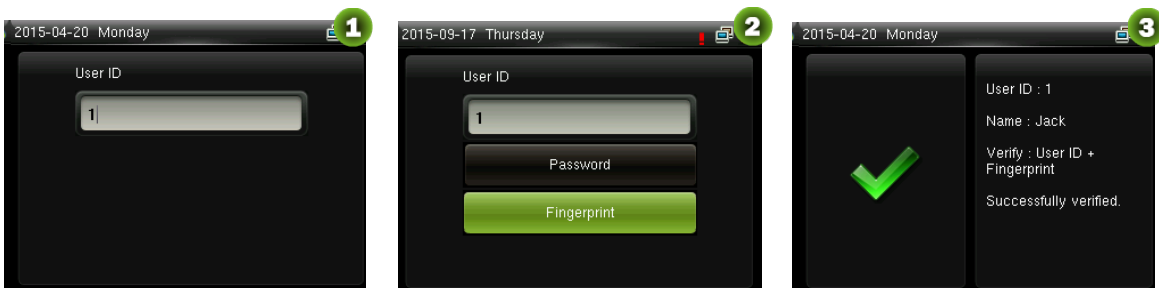 2015-04-20 Monday
1
User ID
1
2015-09-17 Thursday
!
2
User ID
1
Password
Fingerprint
2015-04-20 Monday
3
User ID : 1
Name : Jack
Verify : User ID +
Fingerprint
Successfully verified.